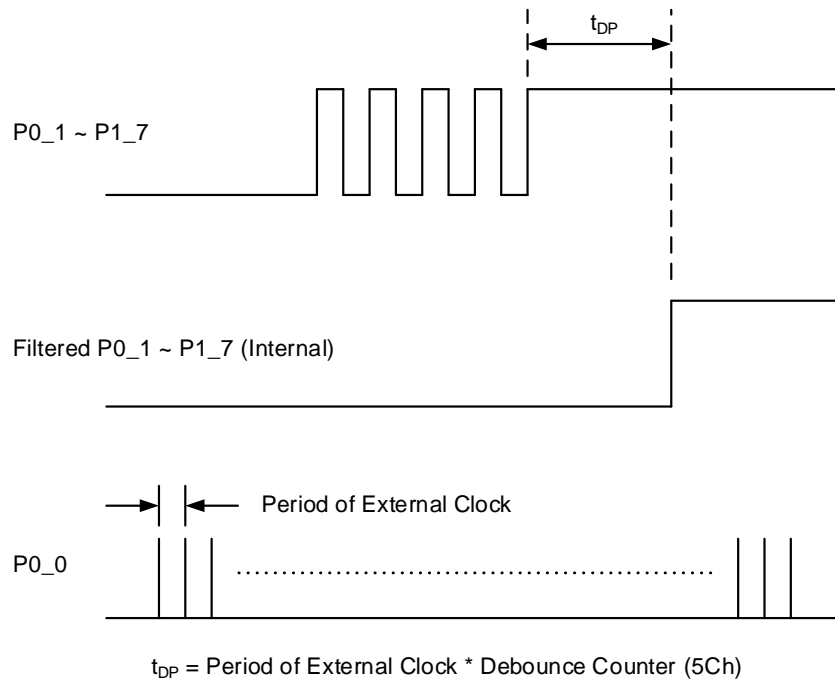 t_DP
P0_1 ~ P1_7
Filtered P0_1 ~ P1_7 (Internal)
Period of External Clock
P0_0
t_DP = Period of External Clock * Debounce Counter (5Ch)